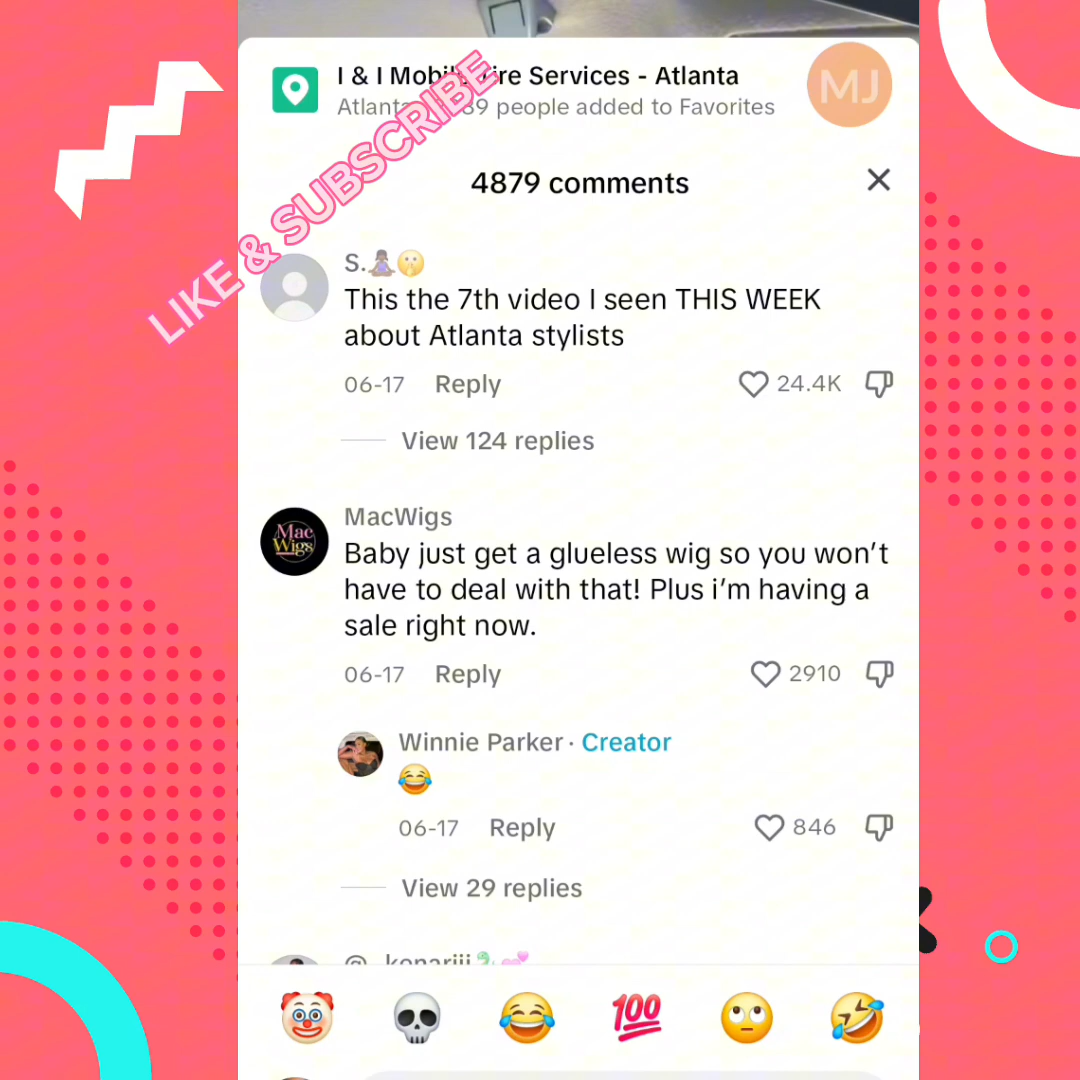 I & I Mobile Tire Services - Atlanta
Atlanta 89 people added to Favorites
MJ
LIKE & SUBSCRIBE
4879 comments
S.
This the 7th video I seen THIS WEEK
about Atlanta stylists
06-17 Reply 24.4K
View 124 replies
Mac
Wigs
MacWigs
Baby just get a glueless wig so you won't
have to deal with that! Plus i'm having a
sale right now.
06-17 Reply 2910
Winnie Parker · Creator
😂
06-17 Reply 846
View 29 replies
@_kenariii
100